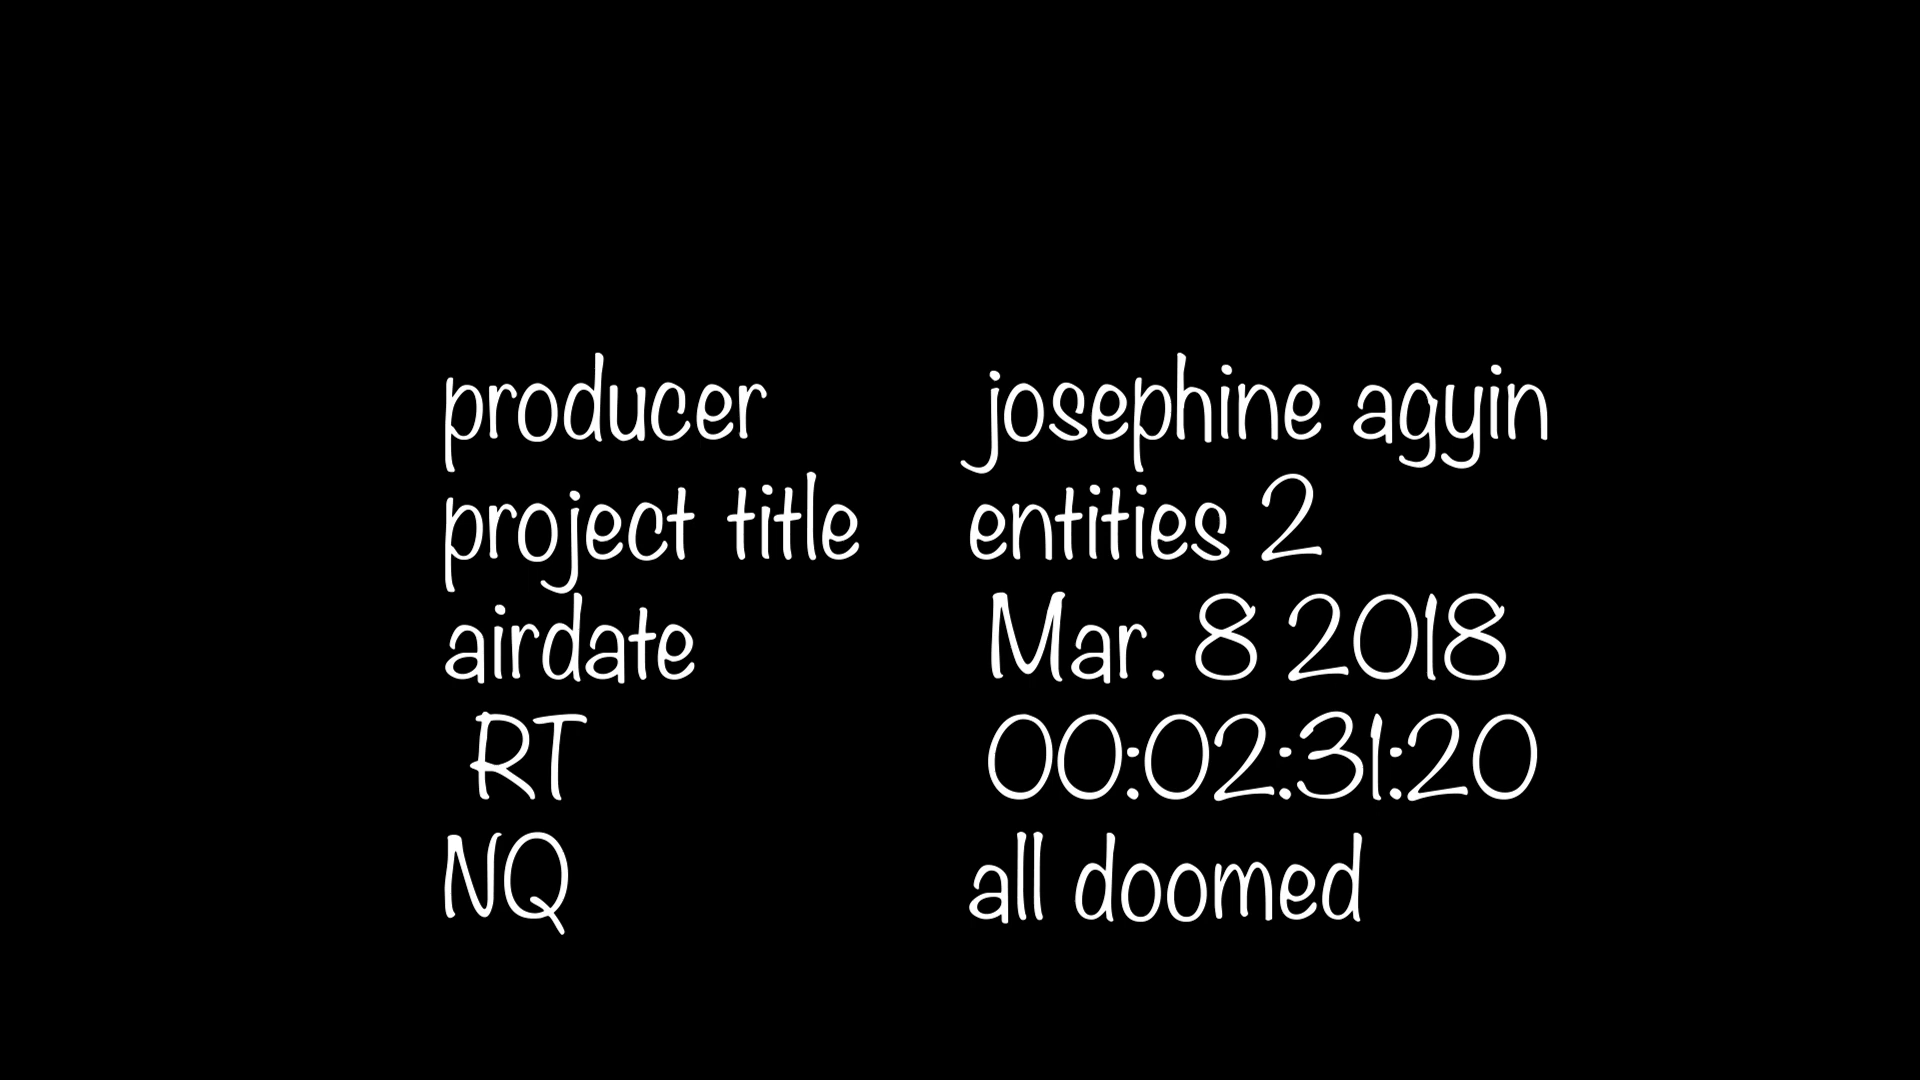 producer josephine agyin
project title entities 2
airdate Mar. 8 2018
RT 00:02:31:20
NQ all doomed